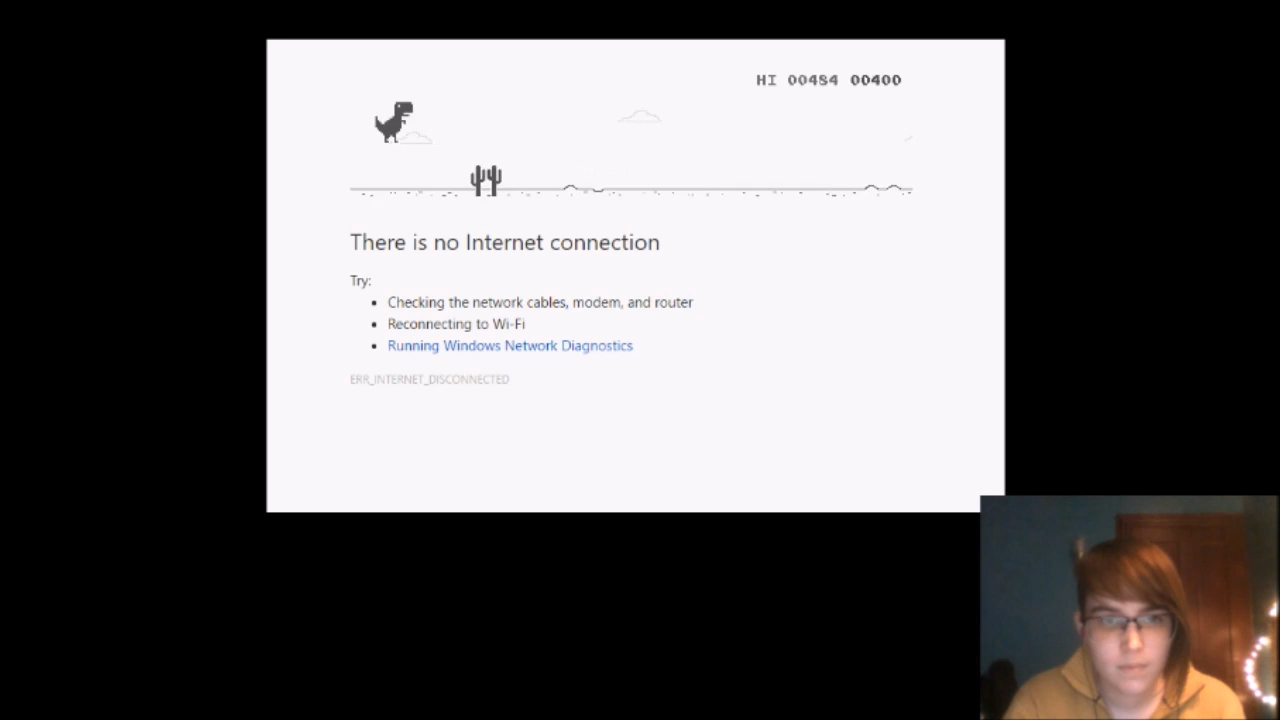 HI 00484 00400
There is no Internet connection
Try:
Checking the network cables, modem, and router
Reconnecting to Wi-Fi
Running Windows Network Diagnostics
ERR_INTERNET_DISCONNECTED